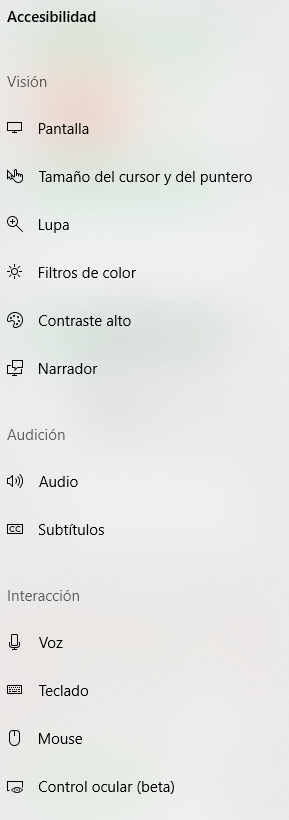 Accesibilidad
Visión
Pantalla
Tamaño del cursor y del puntero
Lupa
Filtros de color
Contraste alto
Narrador
Audición
Audio
CC Subtítulos
Interacción
Voz
Teclado
Mouse
Control ocular (beta)